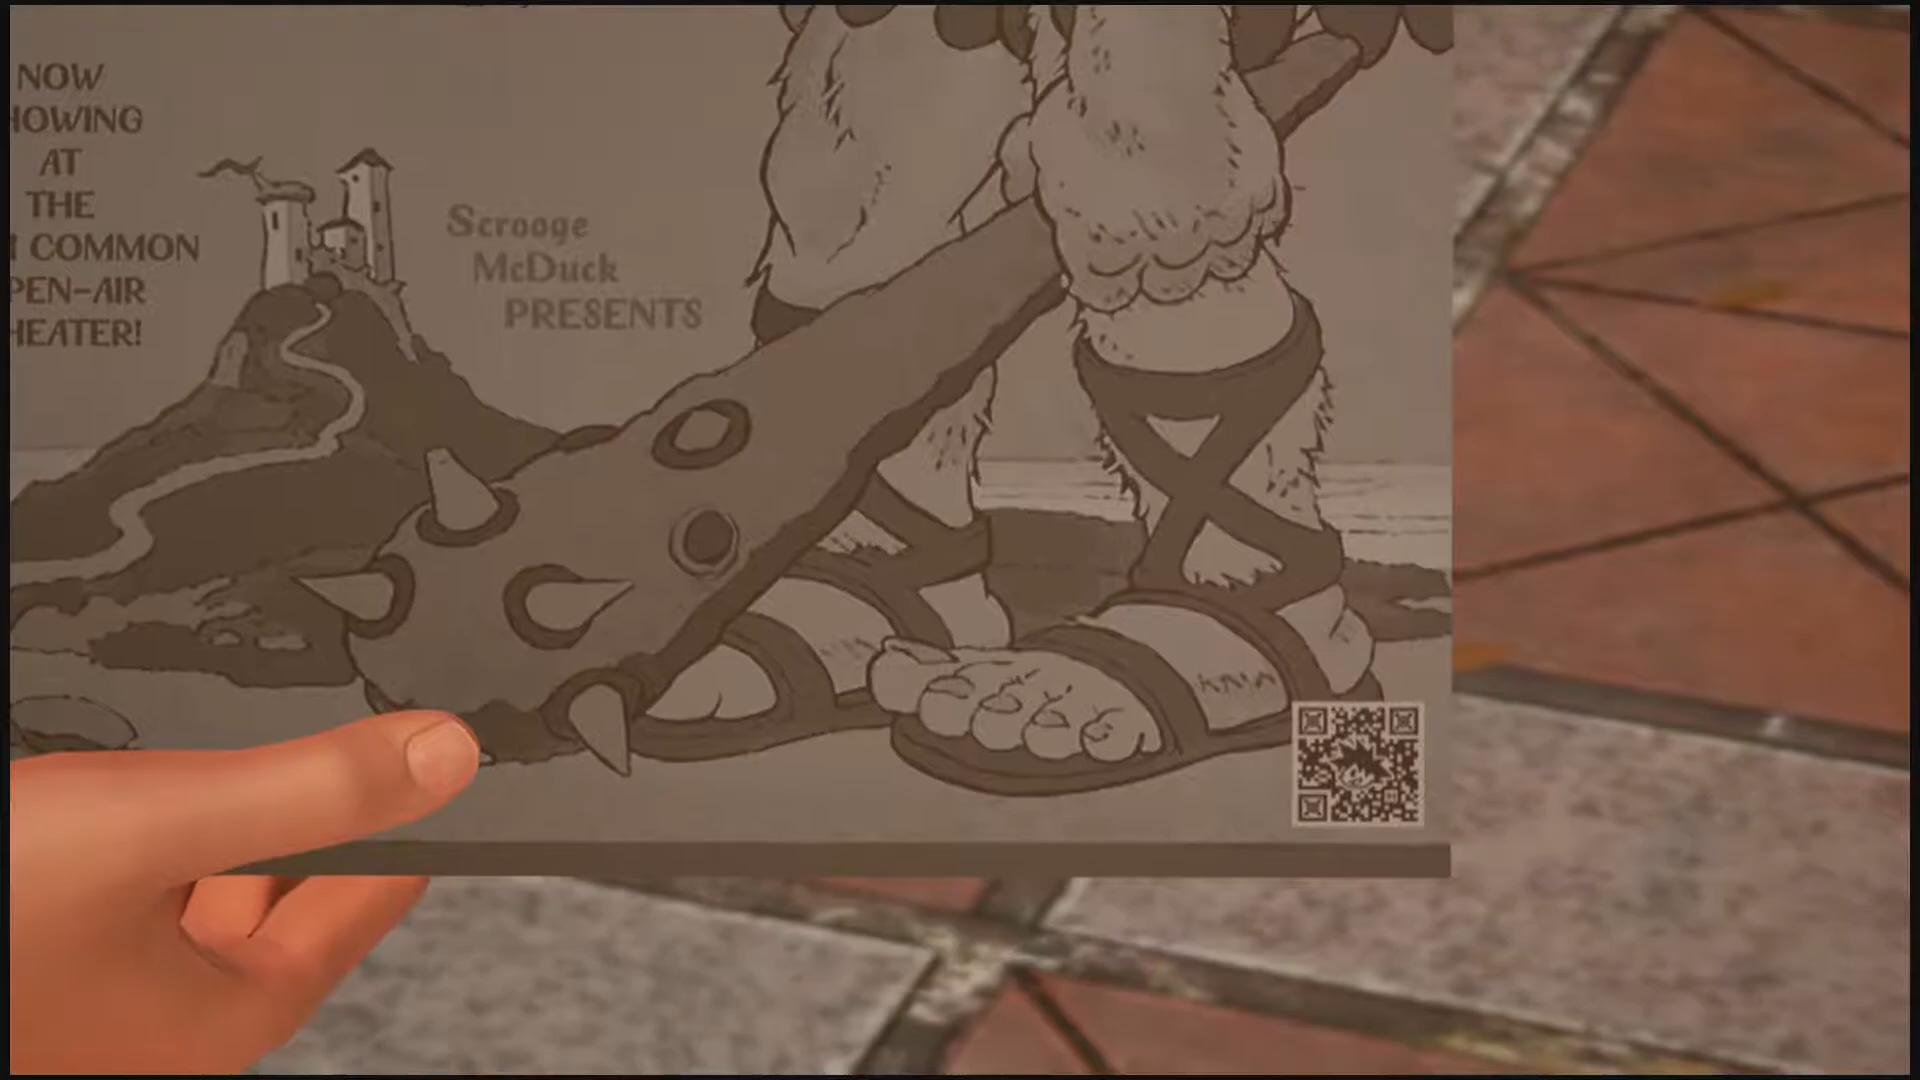 NOW
HOWING
AT
THE
COMMON
PEN-AIR
HEATER!
Scrooge
McDuck
PRESENTS